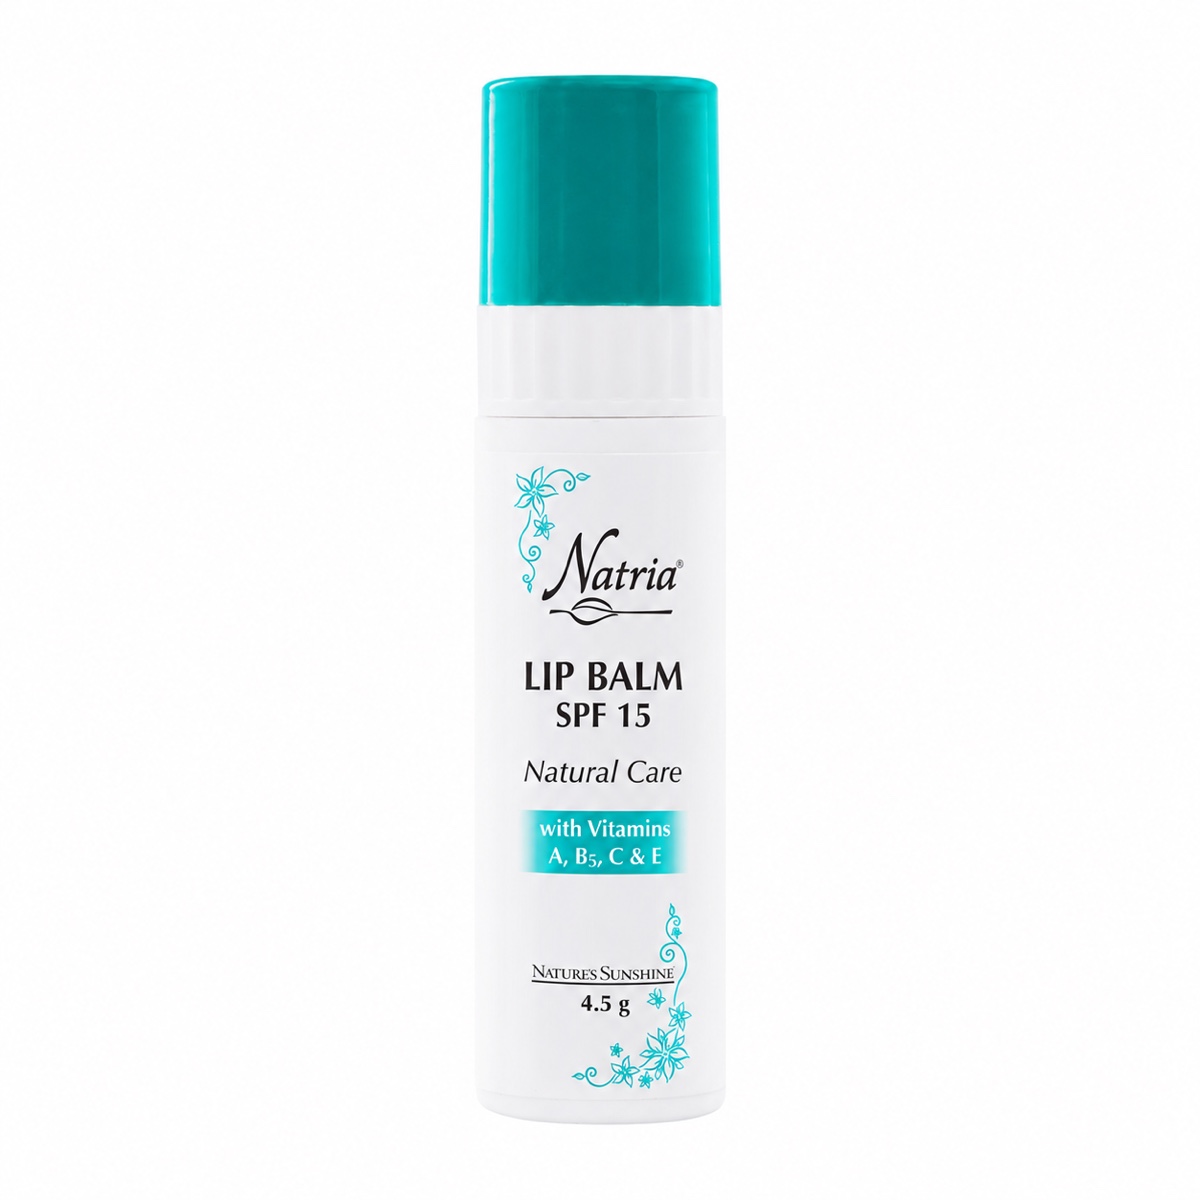 Natria®
LIP BALM
SPF 15
Natural Care
with Vitamins
A, B5, C & E
NATURE'S SUNSHINE
4.5 g